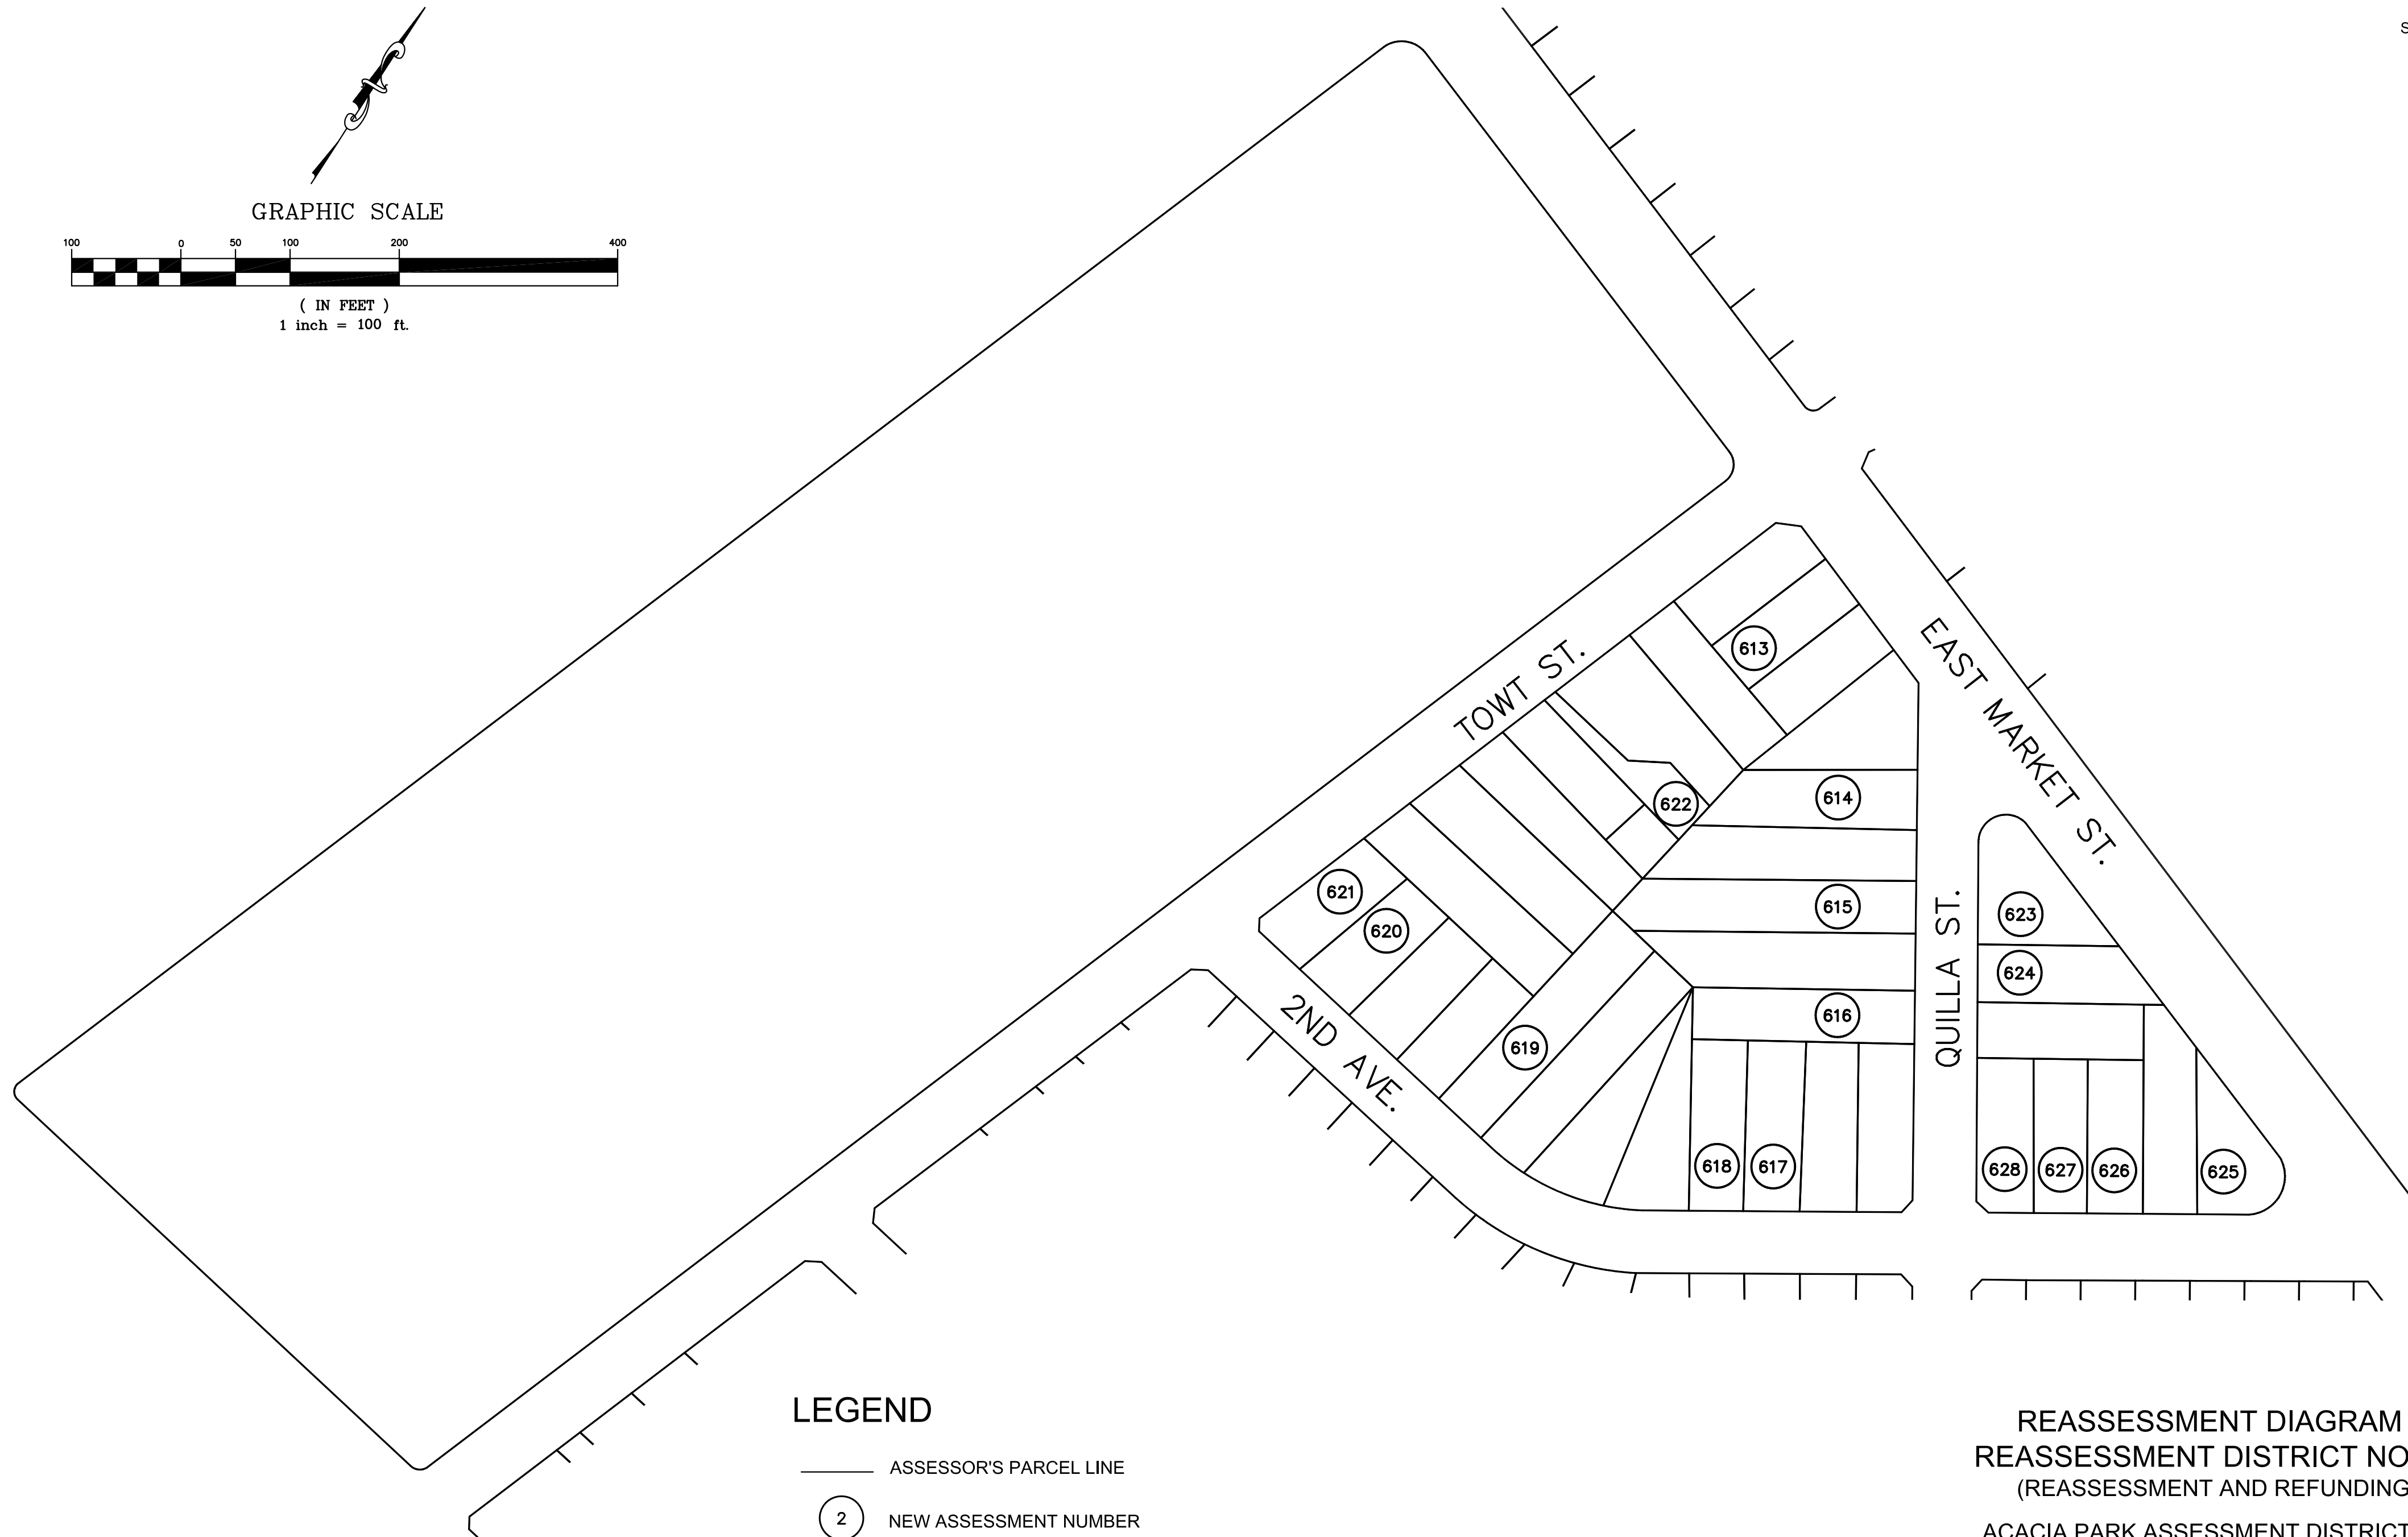 S
GRAPHIC SCALE
100 0 50 100 200 400
( IN FEET )
1 inch = 100 ft.
TOWT ST.
EAST MARKET ST.
QUILLA ST.
2ND AVE.
613
614
622
615
621
620
623
624
616
619
618
617
628
627
626
625
LEGEND
ASSESSOR'S PARCEL LINE
2 NEW ASSESSMENT NUMBER
REASSESSMENT DIAGRAM
REASSESSMENT DISTRICT NO
(REASSESSMENT AND REFUNDING
ACACIA PARK ASSESSMENT DISTRICT